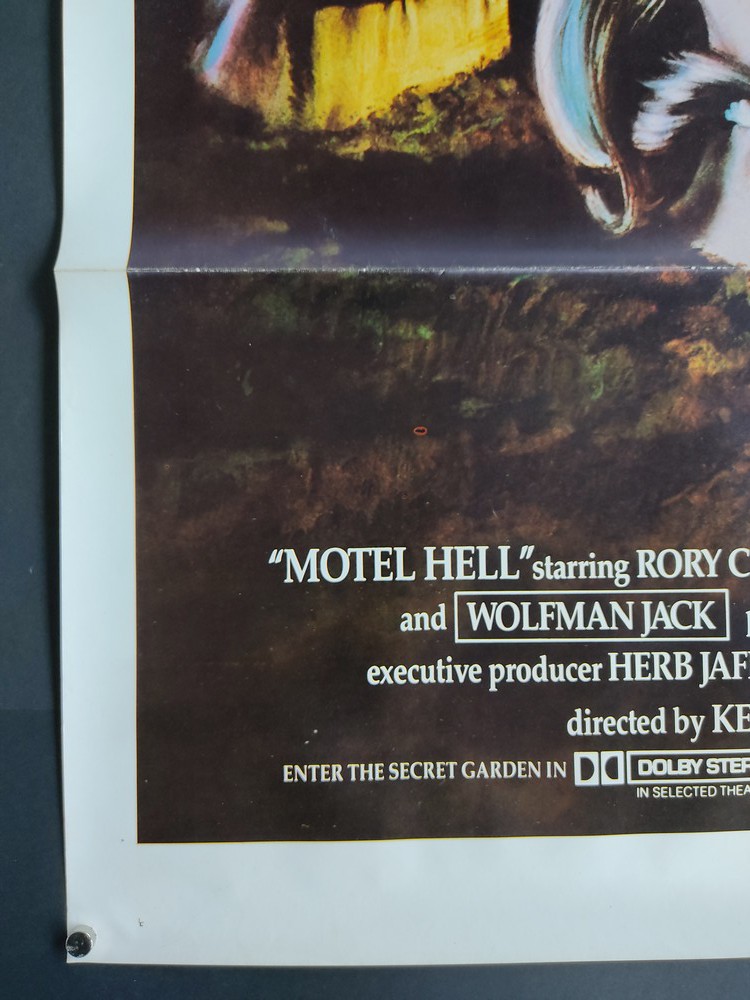 "MOTEL HELL" starring RORY C
and WOLFMAN JACK
executive producer HERB JAF
directed by KE
ENTER THE SECRET GARDEN IN DOLBY STER
IN SELECTED THEA